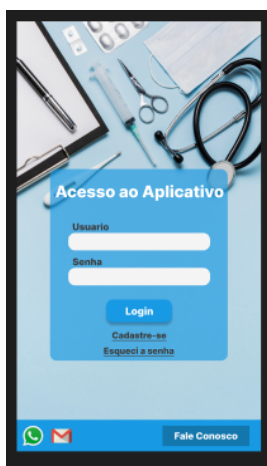 Acesso ao Aplicativo
Usuario
Senha
Login
Cadastre-se
Esqueci a senha
Fale Conosco